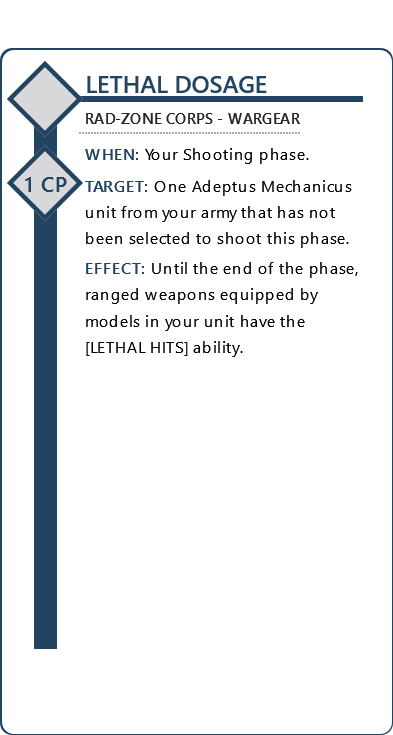 LETHAL DOSAGE
RAD-ZONE CORPS - WARGEAR
WHEN: Your Shooting phase.
1 CP
TARGET: One Adeptus Mechanicus
unit from your army that has not
been selected to shoot this phase.
EFFECT: Until the end of the phase,
ranged weapons equipped by
models in your unit have the
[LETHAL HITS] ability.